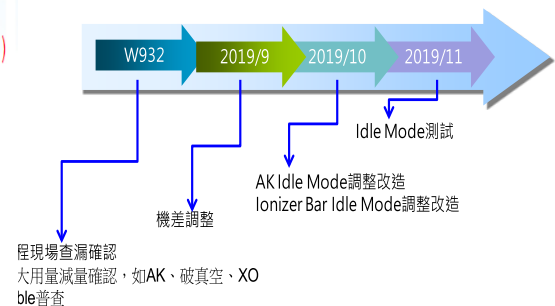 )
W932
2019/9
2019/10
2019/11
Idle Mode測試
AK Idle Mode調整改造
Ionizer Bar Idle Mode調整改造
機差調整
程現場查漏確認
大用量減量確認，如AK、破真空、XO
ble普查